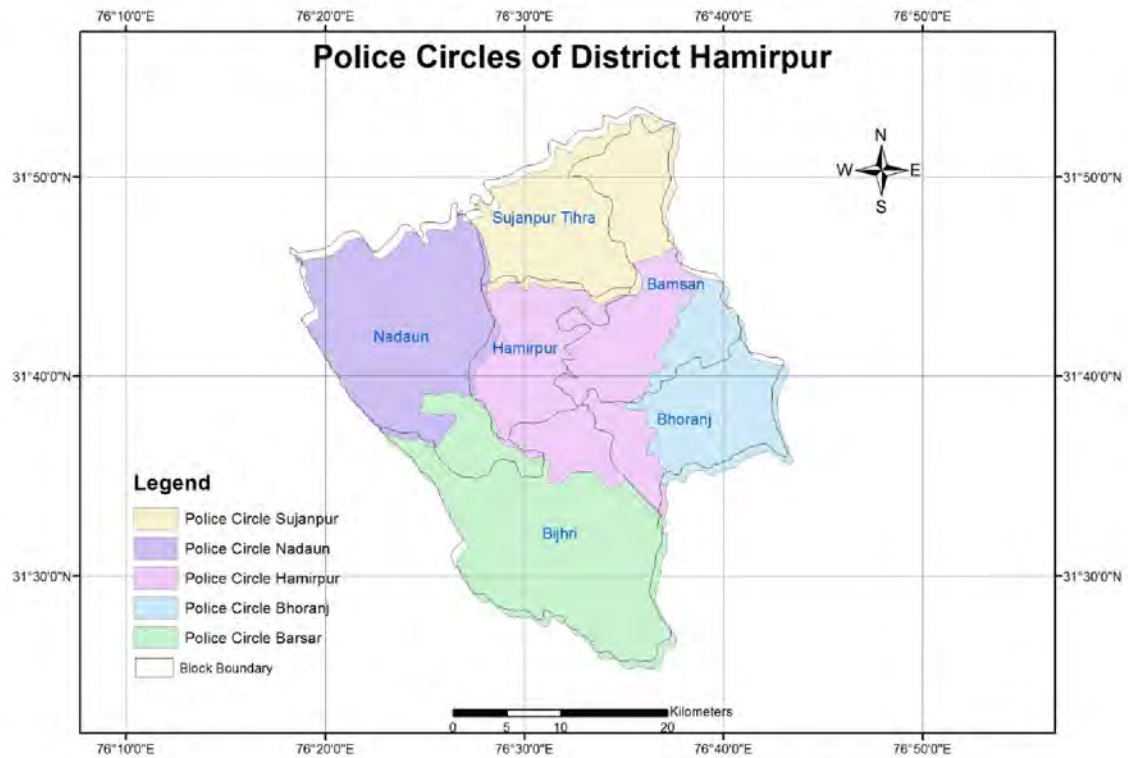 76°10'0"E 76°20'0"E 76°30'0"E 76°40'0"E 76°50'0"E
Police Circles of District Hamirpur
N
W E
S
31°50'0"N 31°50'0"N
Sujanpur Tihra
Bamsan
Nadaun
Hamirpur
31°40'0"N 31°40'0"N
Bhoranj
Legend
Police Circle Sujanpur
Police Circle Nadaun
Police Circle Hamirpur
Police Circle Bhoranj
Police Circle Barsar
Block Boundary
Bijhri
31°30'0"N 31°30'0"N
Kilometers
0 5 10 20
76°10'0"E 76°20'0"E 76°30'0"E 76°40'0"E 76°50'0"E